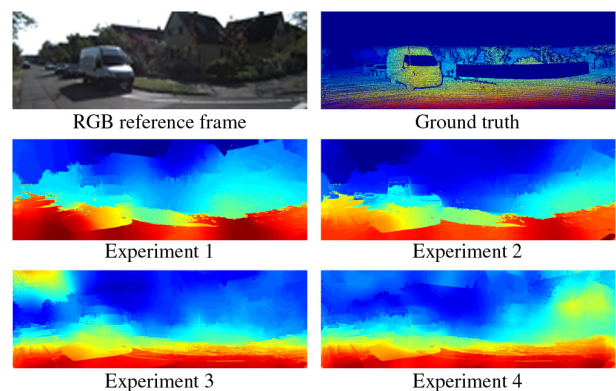 RGB reference frame
Ground truth
Experiment 1
Experiment 2
Experiment 3
Experiment 4